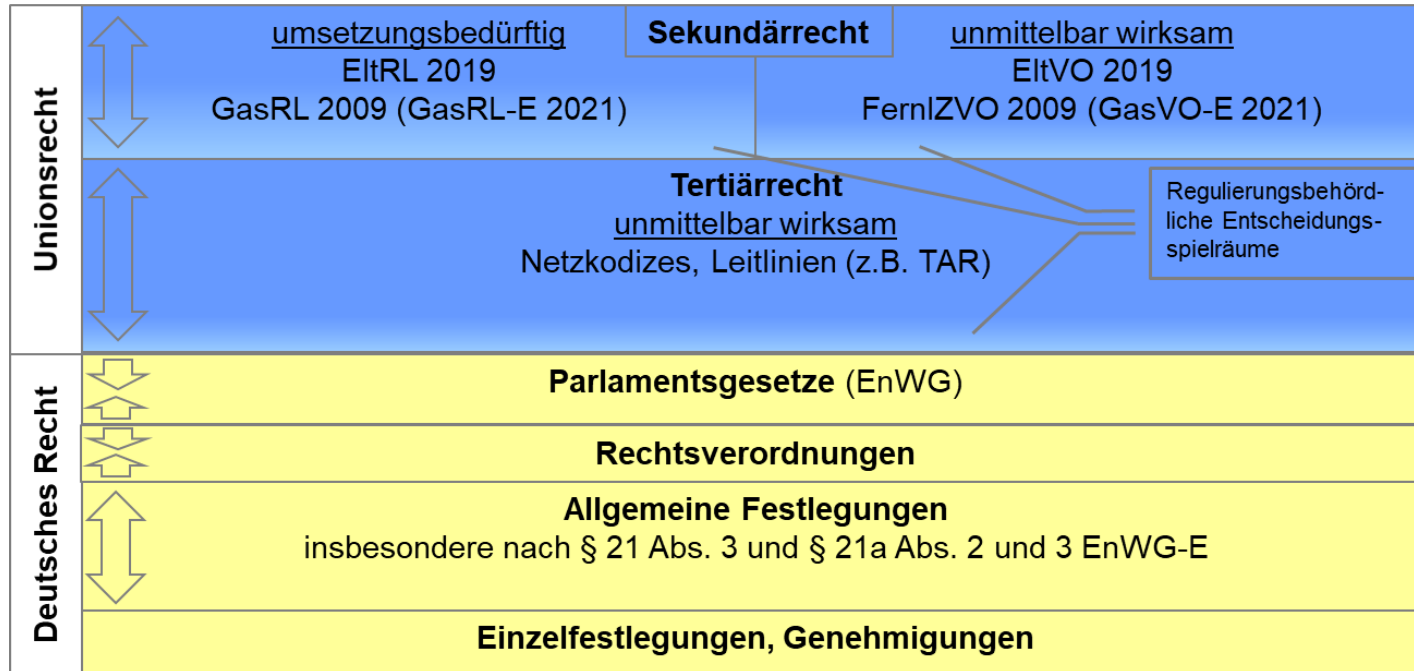 Unionsrecht
umsetzungsbedürftig
EltRL 2019
GasRL 2009 (GasRL-E 2021)
Sekundärrecht
unmittelbar wirksam
EltVO 2019
FernlZVO 2009 (GasVO-E 2021)
Tertiärrecht
unmittelbar wirksam
Netzkodizes, Leitlinien (z.B. TAR)
Regulierungsbehörd-
liche Entscheidungs-
spielräume
Deutsches Recht
Parlamentsgesetze (EnWG)
Rechtsverordnungen
Allgemeine Festlegungen
insbesondere nach § 21 Abs. 3 und § 21a Abs. 2 und 3 EnWG-E
Einzelfestlegungen, Genehmigungen